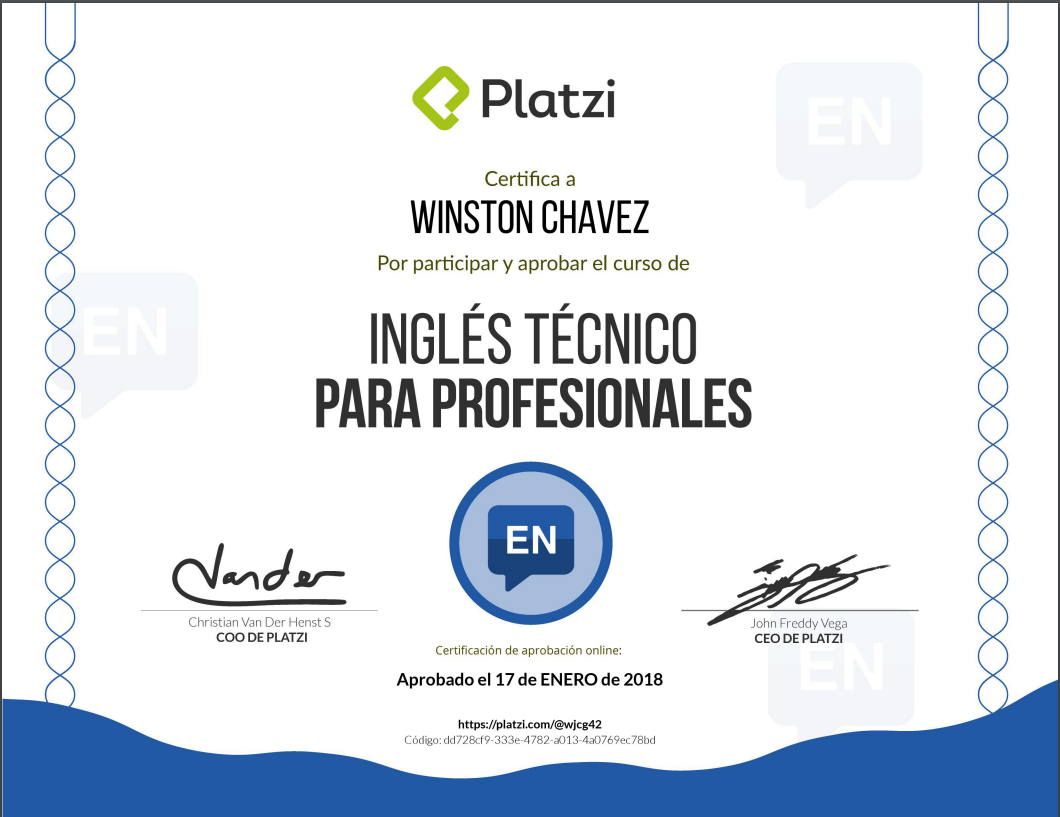 Platzi
EN
Certifica a
WINSTON CHAVEZ
Por participar y aprobar el curso de
EN
INGLÉS TÉCNICO
PARA PROFESIONALES
EN
Vander
Christian Van Der Henst S
COO DE PLATZI
John Freddy Vega
CEO DE PLATZI
EN
Certificación de aprobación online:
Aprobado el 17 de ENERO de 2018
https://platzi.com/@wjcg42
Código: dd728cf9-333e-4782-a013-4a0769ec78bd